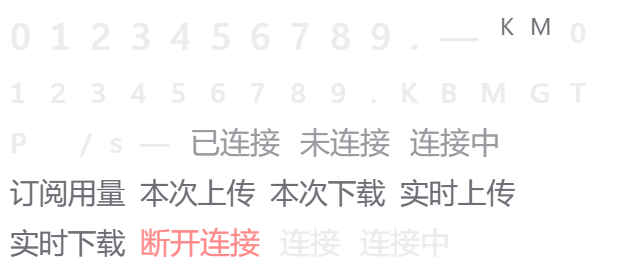 0 1 2 3 4 5 6 7 8 9 . — K M 0
1 2 3 4 5 6 7 8 9 . K B M G T
P / s — 已连接 未连接 连接中
订阅用量 本次上传 本次下载 实时上传
实时下载 断开连接 连接 连接中